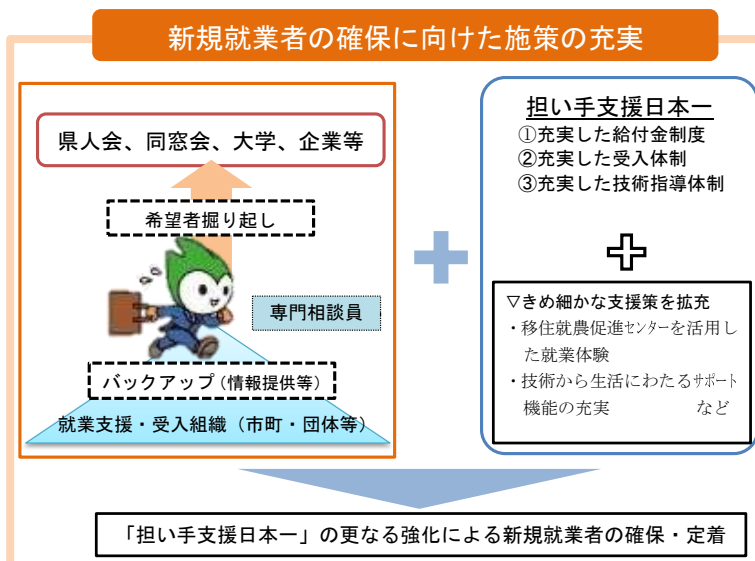 新規就業者の確保に向けた施策の充実
県人会、同窓会、大学、企業等
希望者掘り起し
専門相談員
バックアップ（情報提供等）
就業支援・受入組織（市町・団体等）
担い手支援日本一
①充実した給付金制度
②充実した受入体制
③充実した技術指導体制
▽きめ細かな支援策を拡充
・移住就農促進センターを活用し
た就業体験
・技術から生活にわたるサポート
機能の充実　　　　など
「担い手支援日本一」の更なる強化による新規就業者の確保・定着